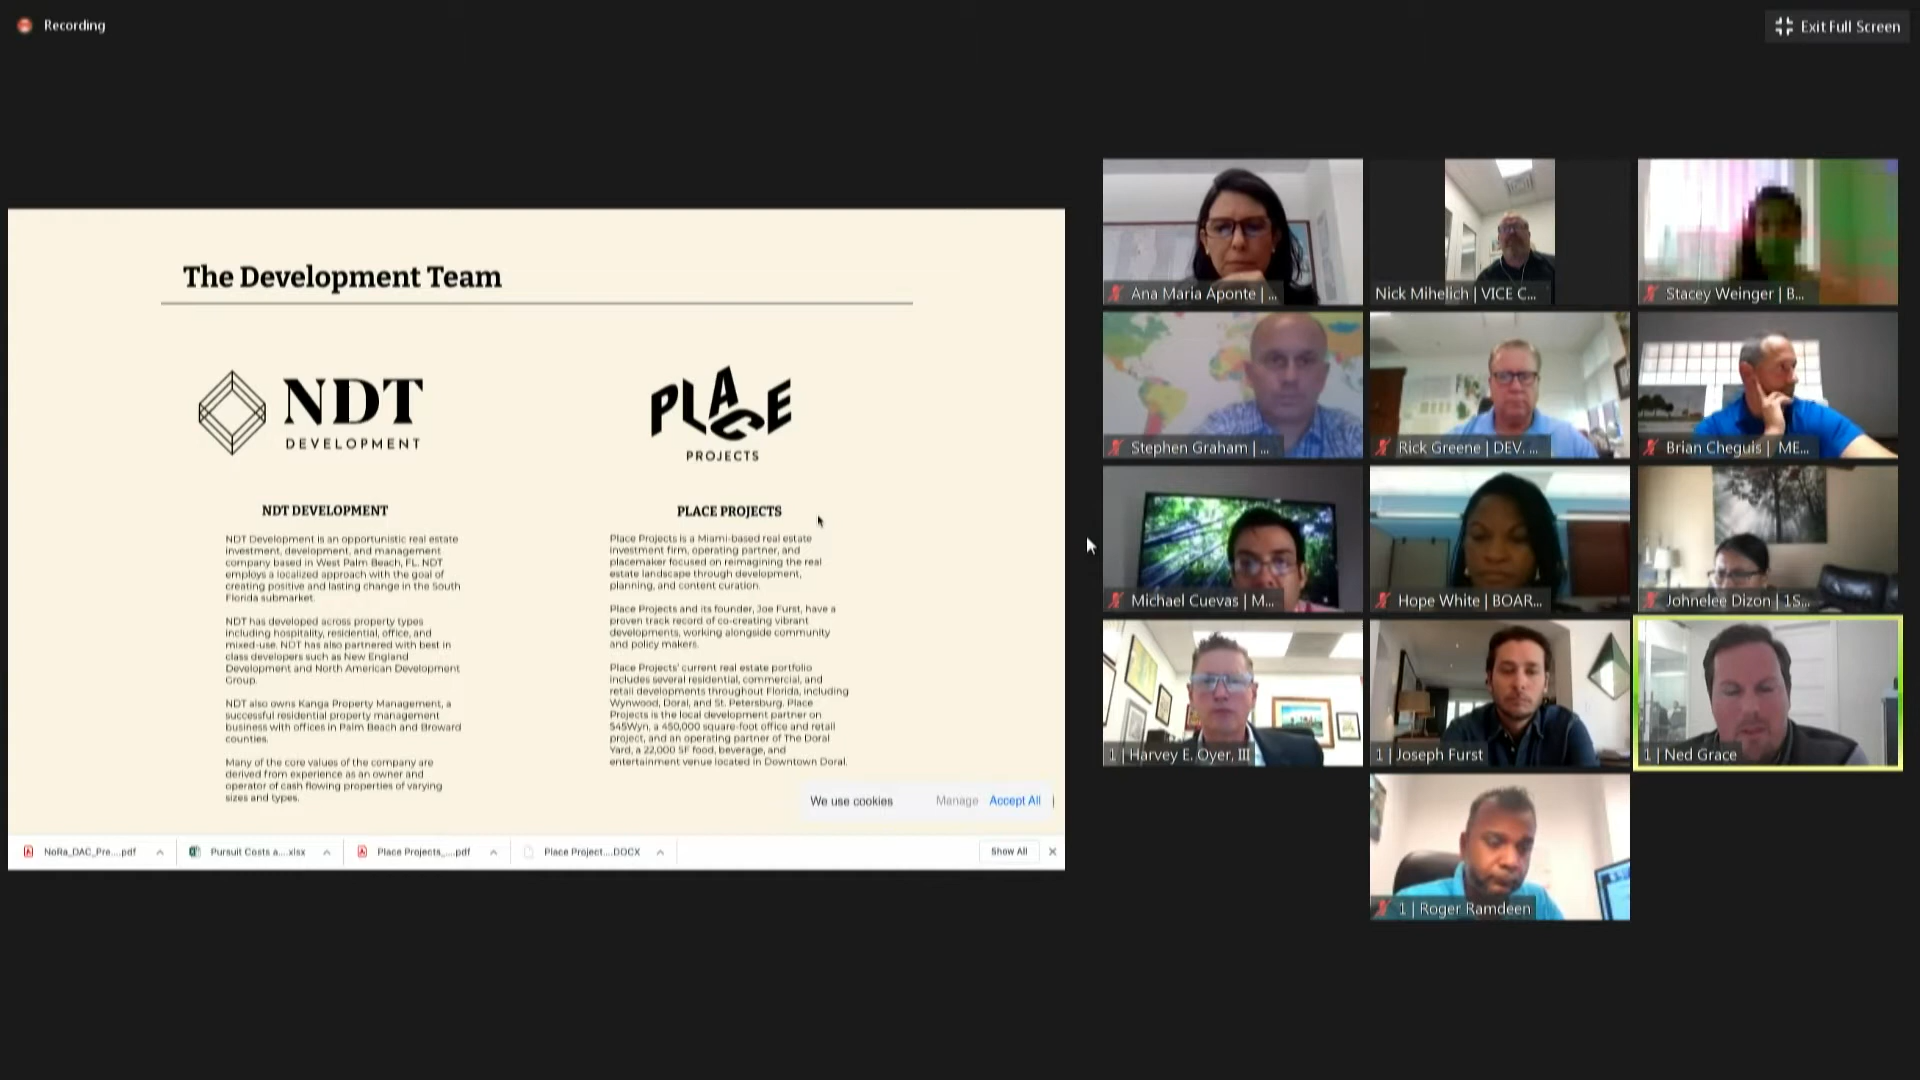 Recording
Exit Full Screen
The Development Team
NDT
DEVELOPMENT
PLACE
PROJECTS
NDT DEVELOPMENT
NDT Development is an opportunistic real estate
investment, development, and management
company based in West Palm Beach, FL. NDT
employs a localized approach with the goal of
creating positive and lasting change in the South
Florida submarket.
NDT has developed across property types
including hospitality, residential, office, and
mixed-use. NDT has also partnered with best in
class developers such as New England
Development and North American Development
Group.
NDT also owns Kanga Property Management, a
successful residential property management
business with offices in Palm Beach and Broward
counties.
Many of the core values of the company are
derived from experience as an owner and
operator of cash flowing properties of varying
sizes and types.
PLACE PROJECTS
Place Projects is a Miami-based real estate
investment firm, operating partner, and
placemaker focused on reimagining the real
estate landscape through development,
planning, and content curation.
Place Projects and its founder, Joe Furst, have a
proven track record of co-creating vibrant
developments, working alongside community
and policy makers.
Place Projects' current real estate portfolio
includes several residential, commercial, and
retail developments throughout Florida, including
Wynwood, Doral, and St. Petersburg. Place
Projects is the local development partner on
545Wyn, a 450,000 square-foot office and retail
project, and an operating partner of The Doral
Yard, a 22,000 SF food, beverage, and
entertainment venue located in Downtown Doral.
We use cookies
Manage
Accept All
NoRa_DAC_Pre....pdf
Pursuit Costs a....xlsx
Place Projects_....pdf
Place Project....DOCX
Show All
Ana Maria Aponte | ...
Nick Mihelich | VICE C...
Stacey Weinger | B...
Stephen Graham | ...
Rick Greene | DEV. ...
Brian Cheguis | ME...
Michael Cuevas | M...
Hope White | BOAR...
Johnelee Dizon | 1S...
1 | Harvey E. Oyer, III
1 | Joseph Furst
1 | Ned Grace
1 | Roger Ramdeen